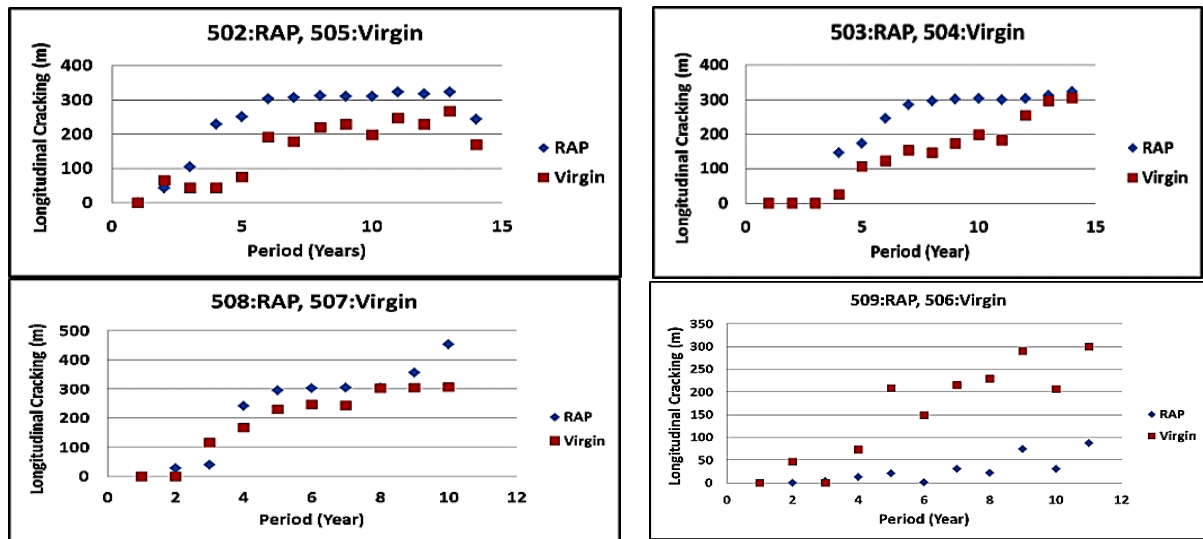 502:RAP, 505:Virgin
Longitudinal Cracking (m)
400
300
200
100
0
0 5 10 15
Period (Years)
RAP
Virgin
503:RAP, 504:Virgin
Longitudinal Cracking (m)
400
300
200
100
0
0 5 10 15
Period (Year)
RAP
Virgin
508:RAP, 507:Virgin
Longitudinal Cracking (m)
500
400
300
200
100
0
0 2 4 6 8 10 12
Period (Year)
RAP
Virgin
509:RAP, 506:Virgin
Longitudinal Cracking (m)
350
300
250
200
150
100
50
0
0 2 4 6 8 10 12
Period (Year)
RAP
Virgin